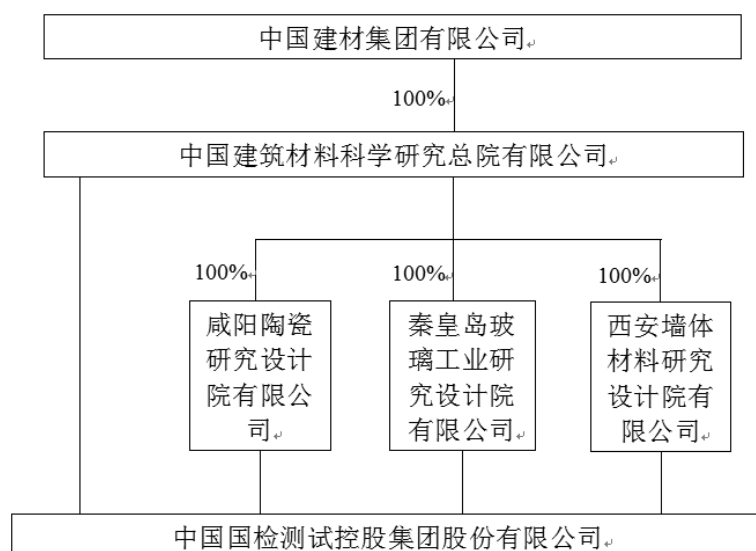 中国建材集团有限公司
100%
中国建筑材料科学研究总院有限公司
100%
100%
100%
咸阳陶瓷
研究设计
院有限公
司
秦皇岛玻
璃工业研
究设计院
有限公司
西安墙体
材料研究
设计院有
限公司
中国国检测试控股集团股份有限公司